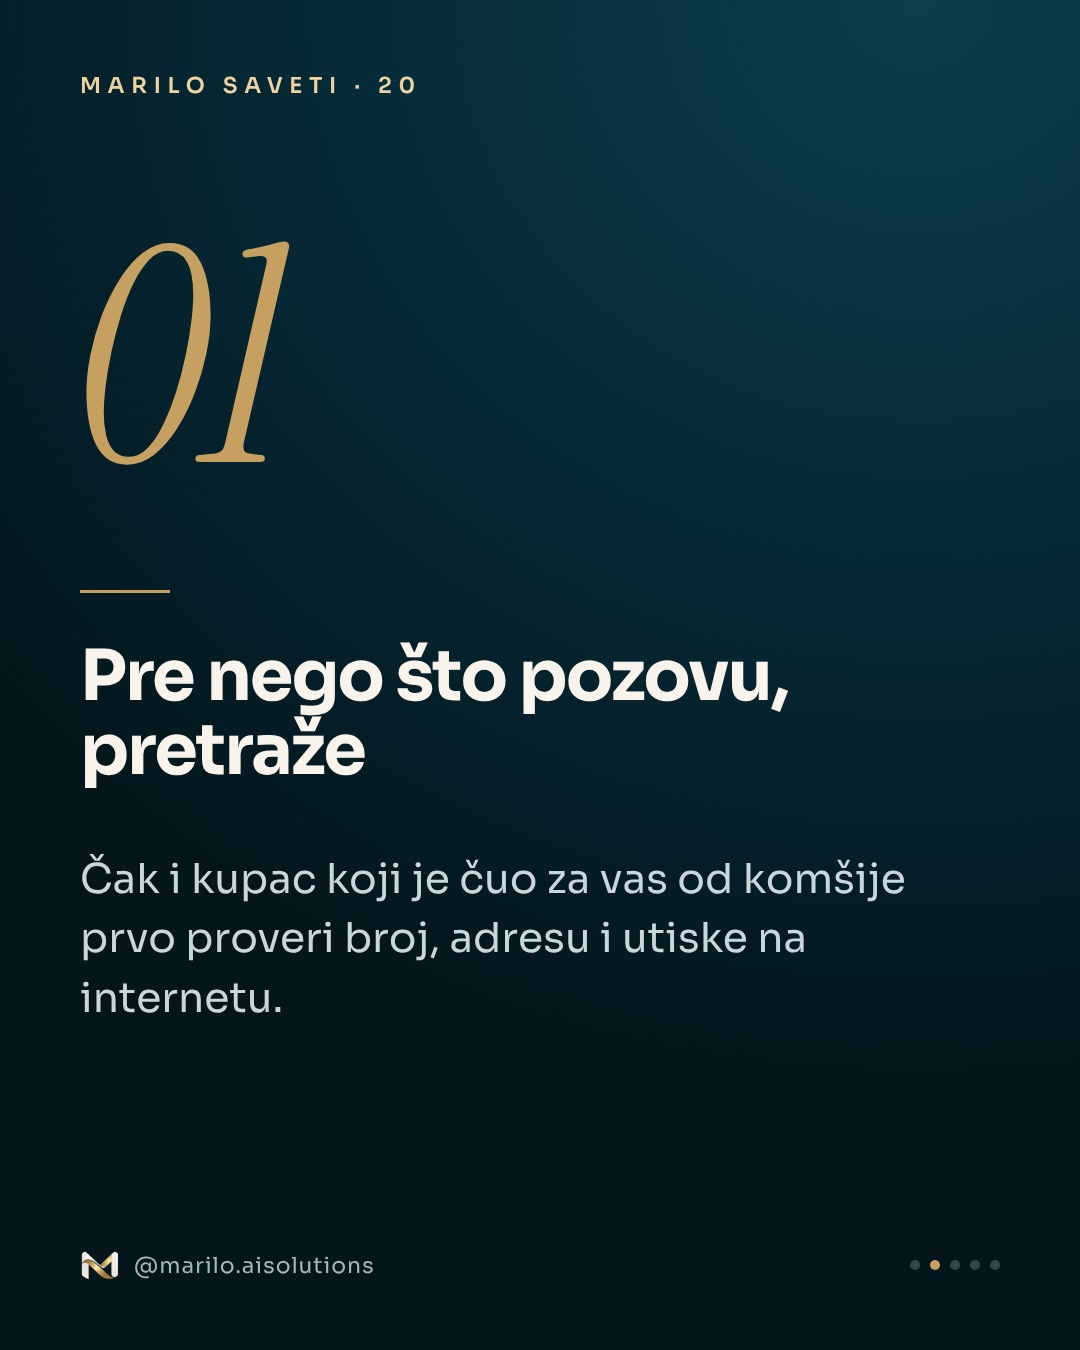 MARILO SAVETI · 20
01
Pre nego što pozovu,
pretraže
Čak i kupac koji je čuo za vas od komšije
prvo proveri broj, adresu i utiske na
internetu.
@marilo.aisolutions